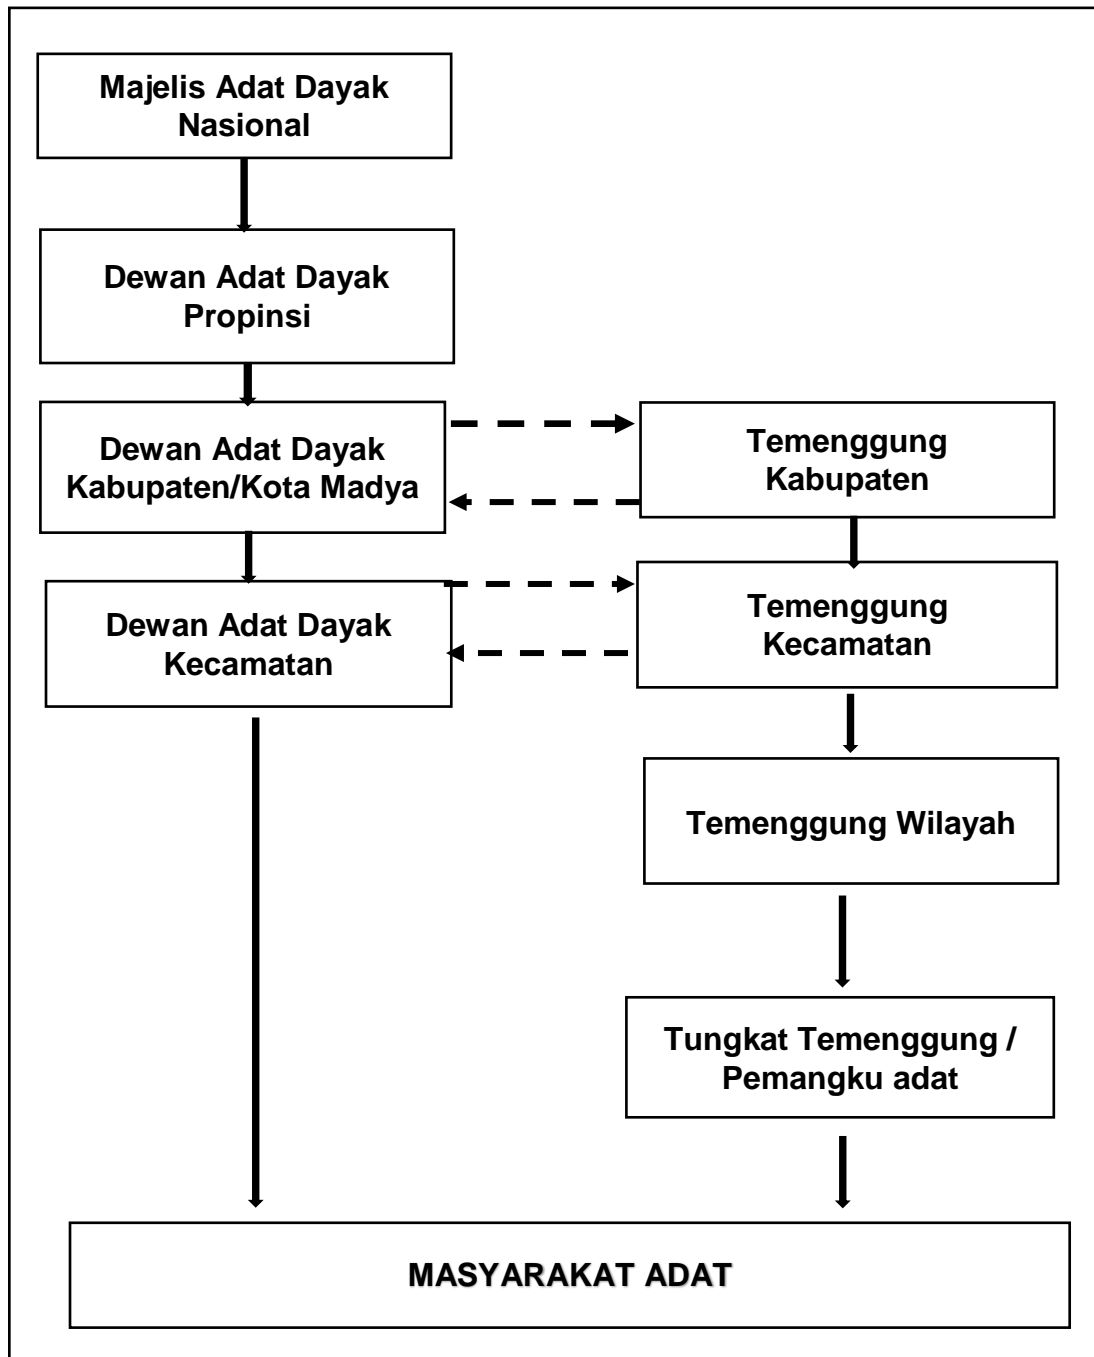 Majelis Adat Dayak
Nasional
Dewan Adat Dayak
Propinsi
Dewan Adat Dayak
Kabupaten/Kota Madya
Temenggung
Kabupaten
Dewan Adat Dayak
Kecamatan
Temenggung
Kecamatan
Temenggung Wilayah
Tungkat Temenggung /
Pemangku adat
MASYARAKAT ADAT